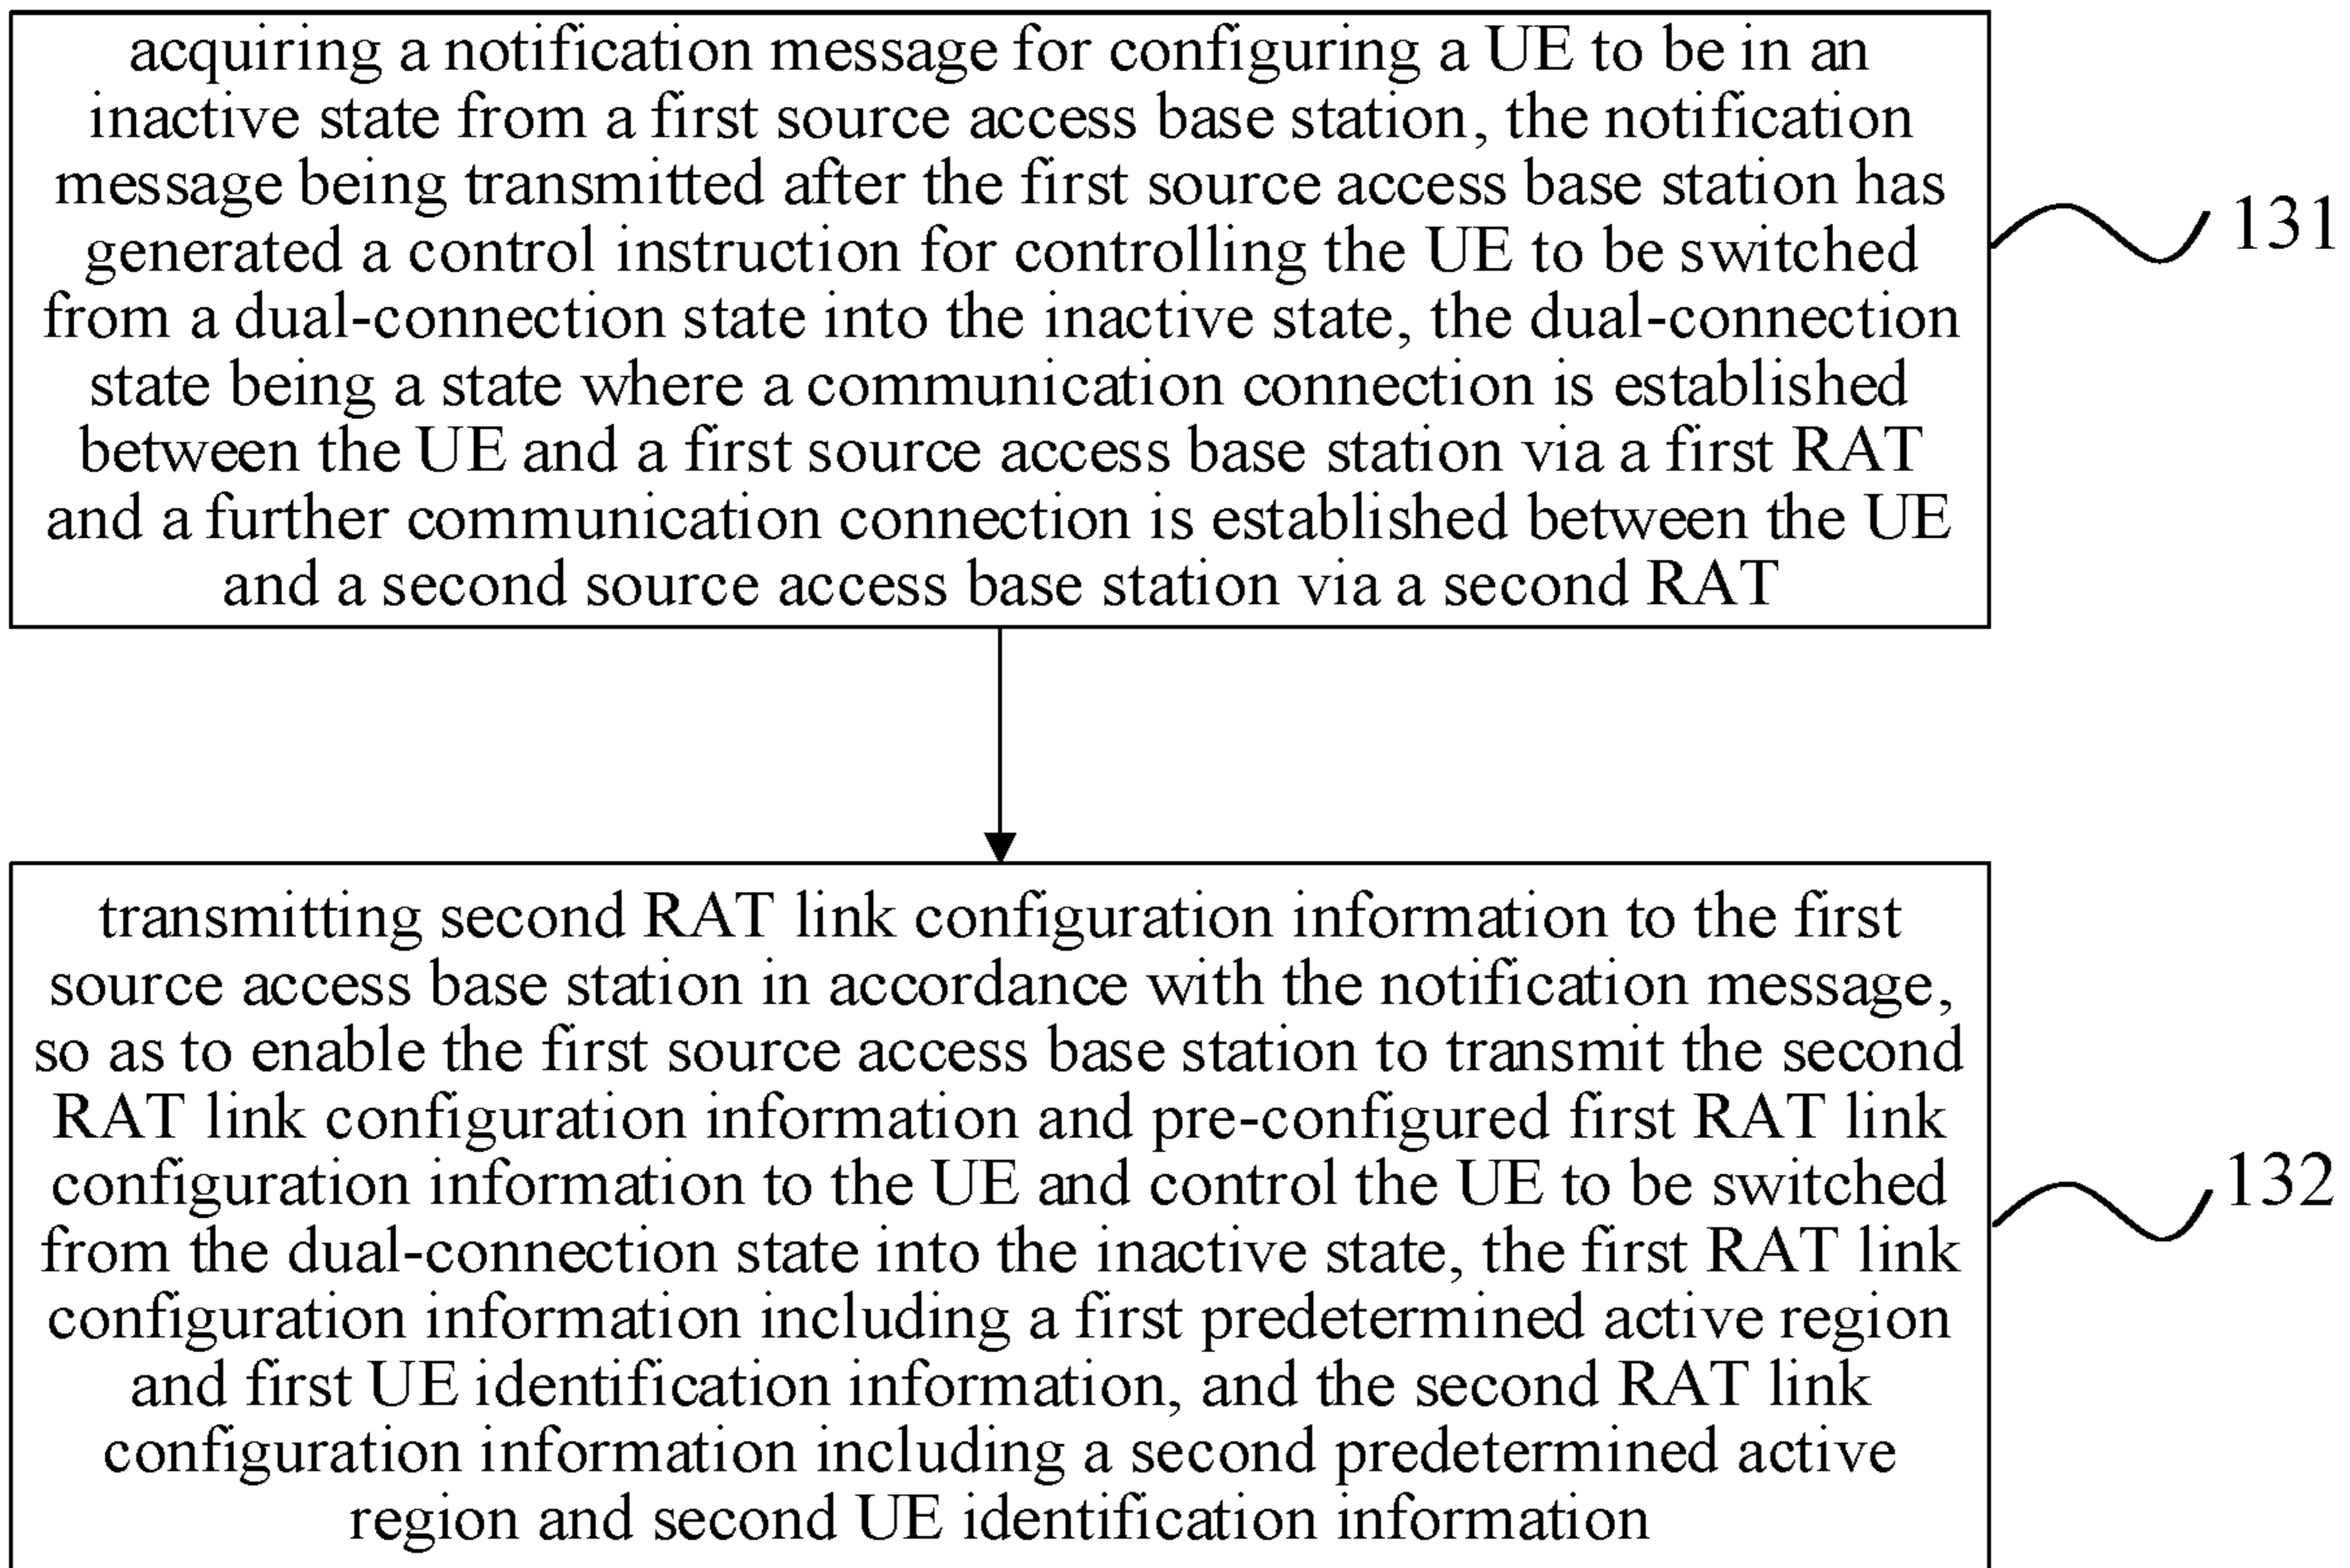 acquiring a notification message for configuring a UE to be in an
inactive state from a first source access base station, the notification
message being transmitted after the first source access base station has
generated a control instruction for controlling the UE to be switched
from a dual-connection state into the inactive state, the dual-connection
state being a state where a communication connection is established
between the UE and a first source access base station via a first RAT
and a further communication connection is established between the UE
and a second source access base station via a second RAT
131
transmitting second RAT link configuration information to the first
source access base station in accordance with the notification message,
so as to enable the first source access base station to transmit the second
RAT link configuration information and pre-configured first RAT link
configuration information to the UE and control the UE to be switched
from the dual-connection state into the inactive state, the first RAT link
configuration information including a first predetermined active region
and first UE identification information, and the second RAT link
configuration information including a second predetermined active
region and second UE identification information
132